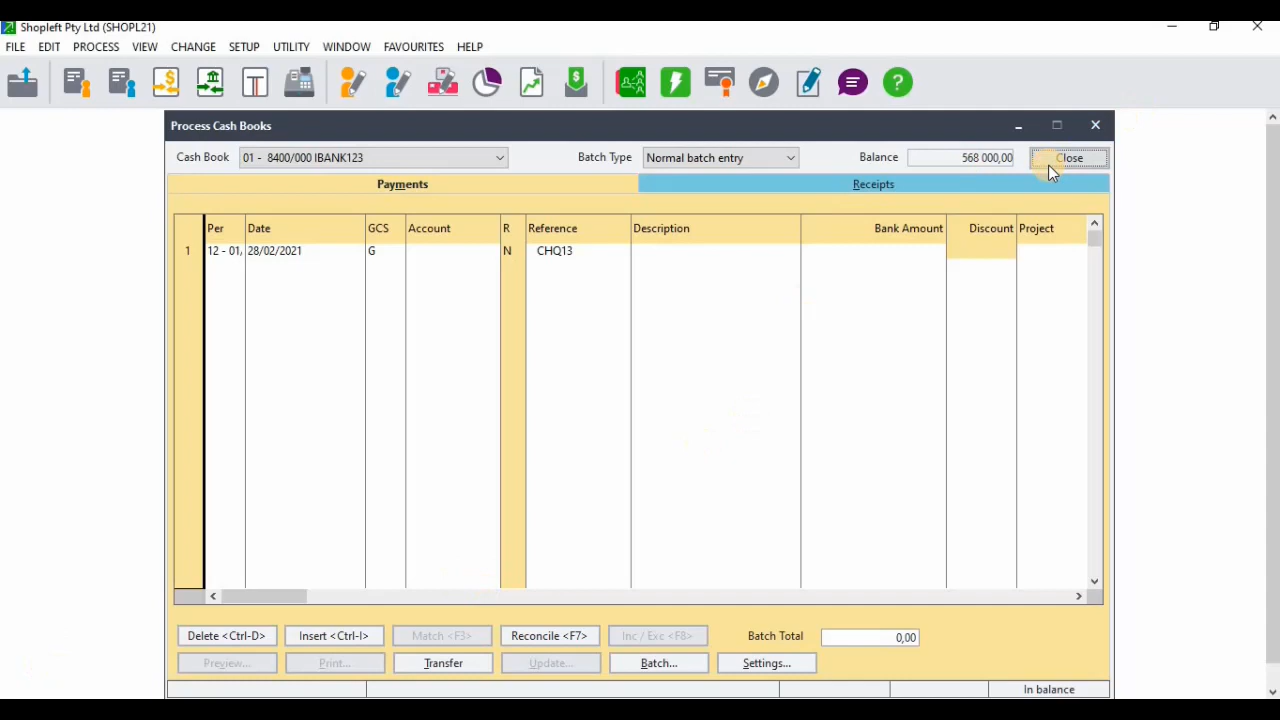 Shopleft Pty Ltd (SHOPL21)
FILE EDIT PROCESS VIEW CHANGE SETUP UTILITY WINDOW FAVOURITES HELP
Process Cash Books
Cash Book 01 - 8400/000 IBANK123 Batch Type Normal batch entry Balance 568 000,00 Close
Payments Receipts
Per Date GCS Account R Reference Description Bank Amount Discount Project
1 12 - 01, 28/02/2021 G N CHQ13
Delete <Ctrl-D> Insert <Ctrl-I> Match <F3> Reconcile <F7> Inc / Exc <F8> Batch Total 0,00
Preview... Print... Transfer Update... Batch... Settings...
In balance